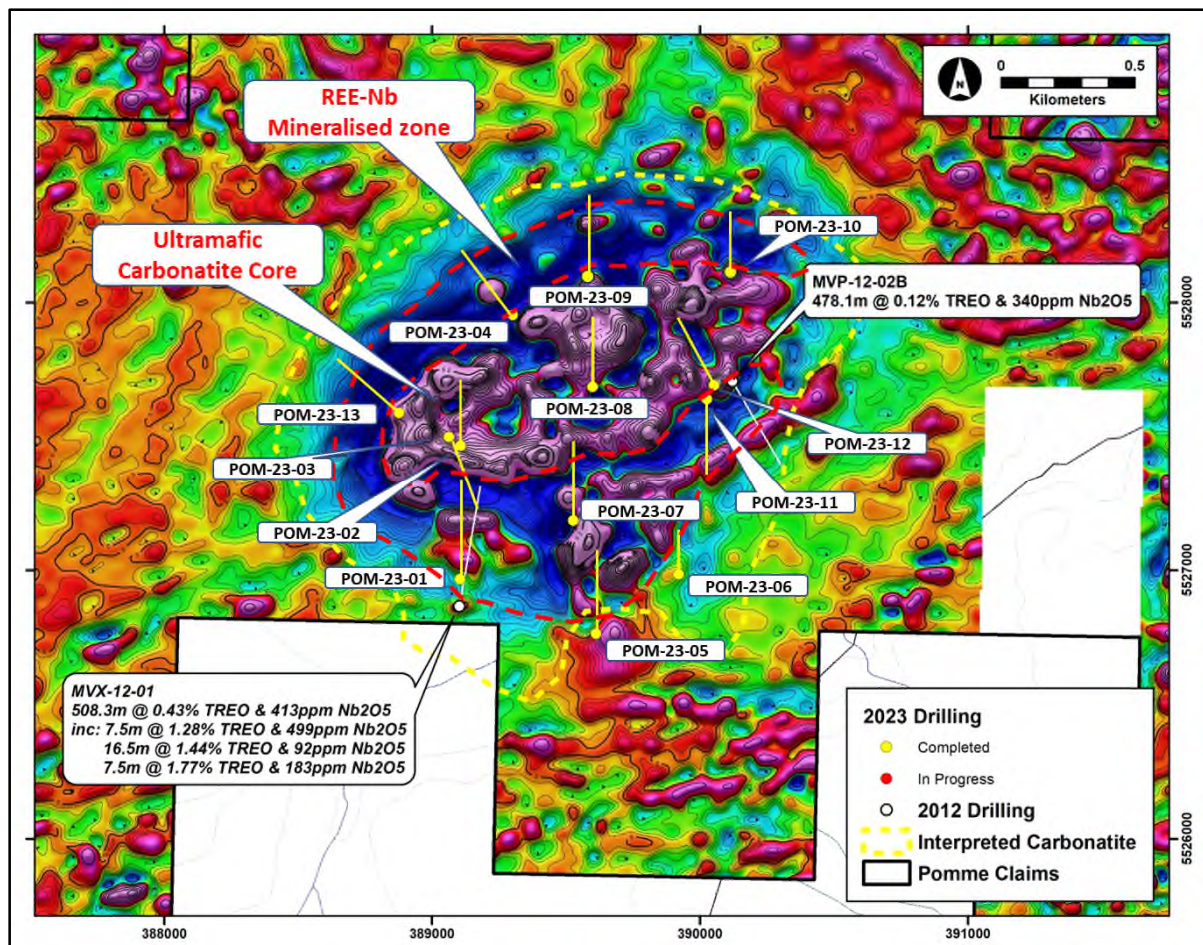 REE-Nb
Mineralised zone
Ultramafic
Carbonatite Core
N
0 0.5
Kilometers
POM-23-10
MVP-12-02B
478.1m @ 0.12% TREO & 340ppm Nb2O5
POM-23-09
POM-23-04
POM-23-13
POM-23-08
POM-23-12
POM-23-03
POM-23-11
POM-23-07
POM-23-02
POM-23-01
POM-23-06
POM-23-05
MVX-12-01
508.3m @ 0.43% TREO & 413ppm Nb2O5
inc: 7.5m @ 1.28% TREO & 499ppm Nb2O5
16.5m @ 1.44% TREO & 92ppm Nb2O5
7.5m @ 1.77% TREO & 183ppm Nb2O5
2023 Drilling
Completed
In Progress
2012 Drilling
Interpreted Carbonatite
Pomme Claims
5528000
5527000
5526000
388000
389000
390000
391000